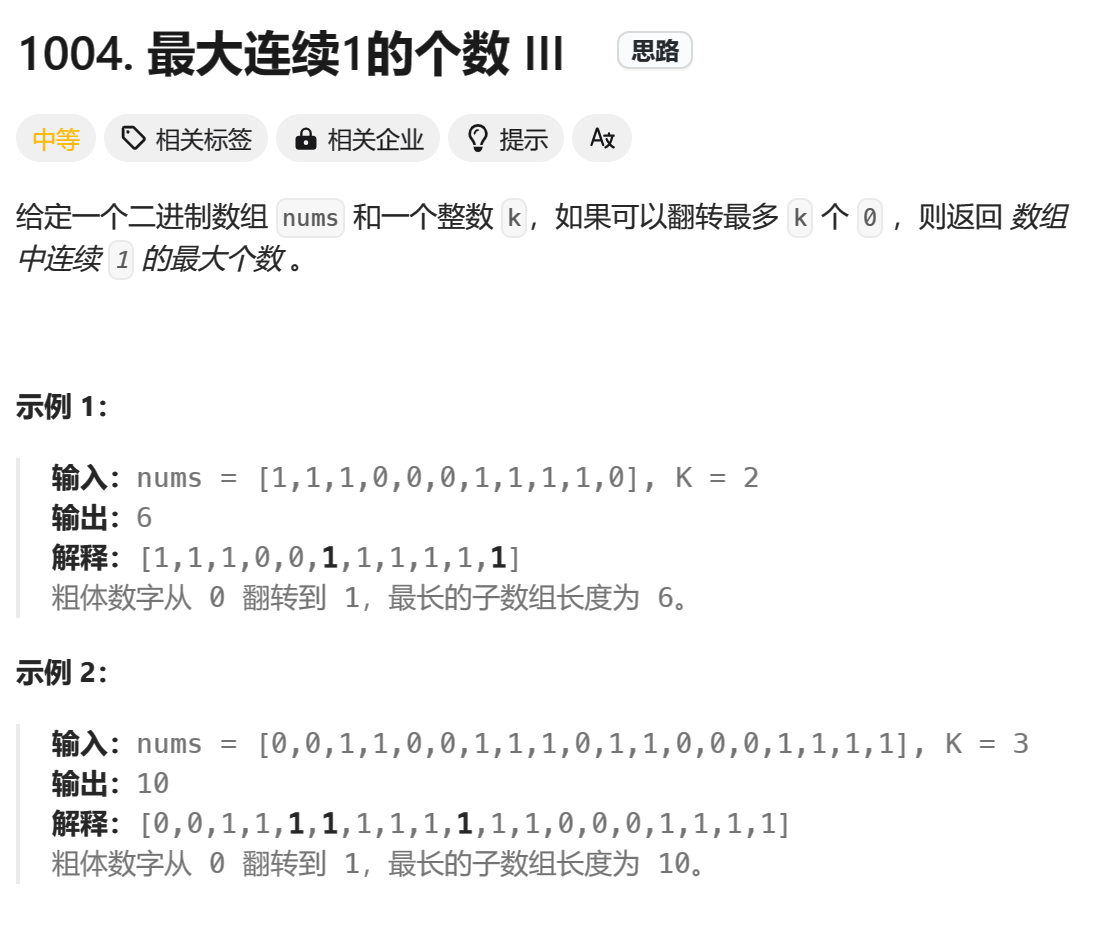 1004. 最大连续1的个数 III 思路
中等 相关标签 相关企业 提示 A文
给定一个二进制数组 nums 和一个整数 k，如果可以翻转最多 k 个 0 ，则返回 数组
中连续 1 的最大个数 。
示例 1：
输入：nums = [1,1,1,0,0,0,1,1,1,1,0], K = 2
输出：6
解释：[1,1,1,0,0,1,1,1,1,1,1]
粗体数字从 0 翻转到 1，最长的子数组长度为 6。
示例 2：
输入：nums = [0,0,1,1,0,0,1,1,1,0,1,1,0,0,0,1,1,1,1], K = 3
输出：10
解释：[0,0,1,1,1,1,1,1,1,1,1,1,0,0,0,1,1,1,1]
粗体数字从 0 翻转到 1，最长的子数组长度为 10。